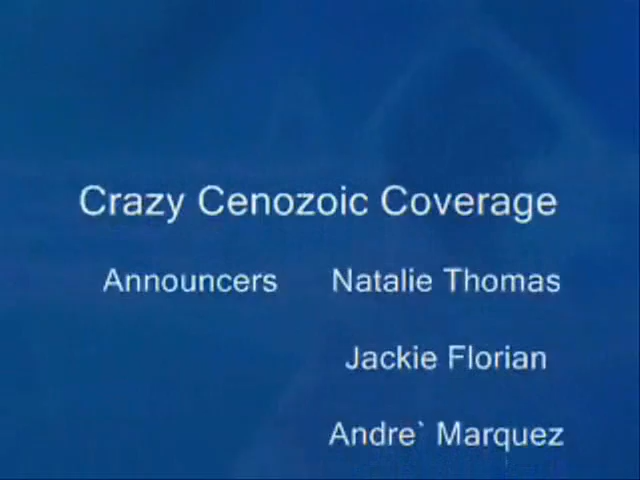 Crazy Cenozoic Coverage
Announcers Natalie Thomas
Jackie Florian
Andre` Marquez